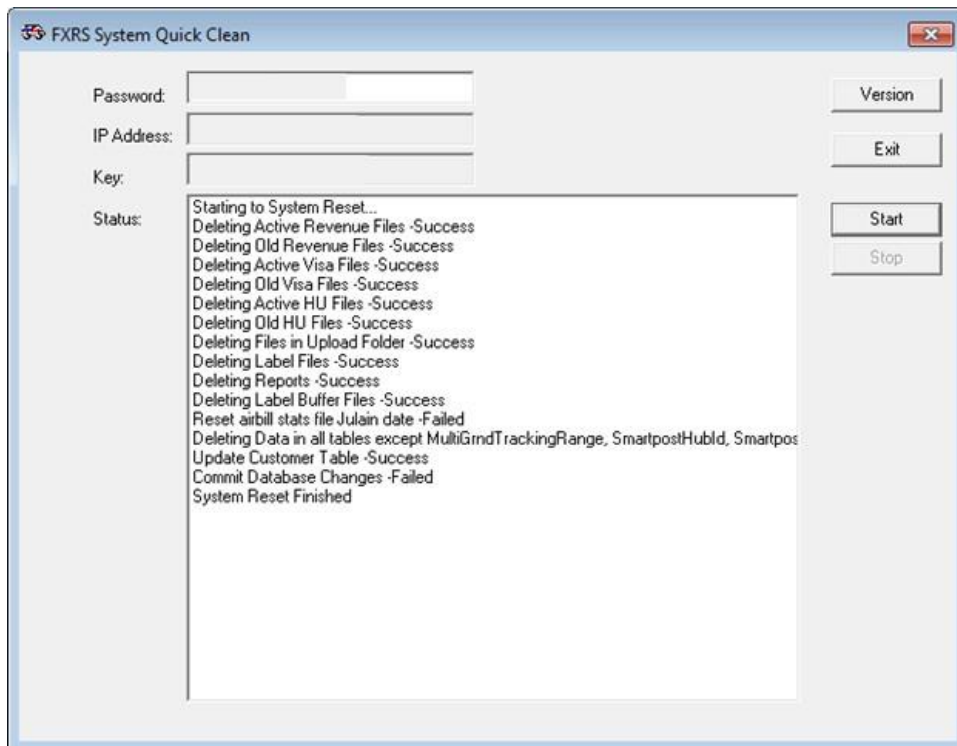 FXRS System Quick Clean
Password:
Version
IP Address:
Exit
Key:
Status:
Start
Stop
Starting to System Reset...
Deleting Active Revenue Files -Success
Deleting Old Revenue Files -Success
Deleting Active Visa Files -Success
Deleting Old Visa Files -Success
Deleting Active HU Files -Success
Deleting Old HU Files -Success
Deleting Files in Upload Folder -Success
Deleting Label Files -Success
Deleting Reports -Success
Deleting Label Buffer Files -Success
Reset airbill stats file Julain date -Failed
Deleting Data in all tables except MultiGrndTrackingRange, SmartpostHubId, Smartpos
Update Customer Table -Success
Commit Database Changes -Failed
System Reset Finished